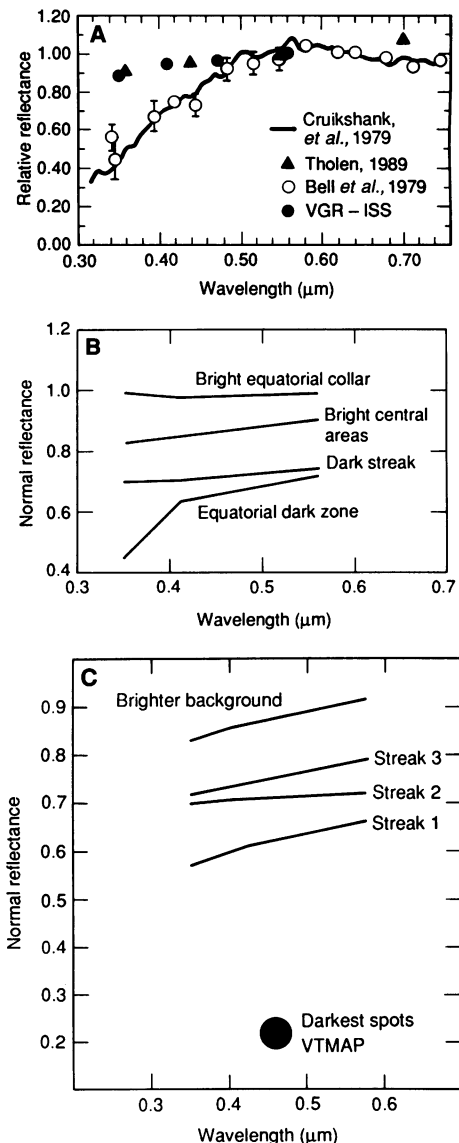 A
1.20
1.00
0.80
0.60
0.40
0.20
0.00
Relative reflectance
Cruikshank,
et al., 1979
Tholen, 1989
Bell et al., 1979
VGR – ISS
0.30 0.40 0.50 0.60 0.70
Wavelength (μm)
B
1.2
1.0
0.8
0.6
0.4
Normal reflectance
Bright equatorial collar
Bright central
areas
Dark streak
Equatorial dark zone
0.3 0.4 0.5 0.6 0.7
Wavelength (μm)
C
0.9
0.8
0.7
0.6
0.5
0.4
0.3
0.2
Normal reflectance
Brighter background
Streak 3
Streak 2
Streak 1
Darkest spots
VTMAP
0.3 0.4 0.5 0.6
Wavelength (μm)